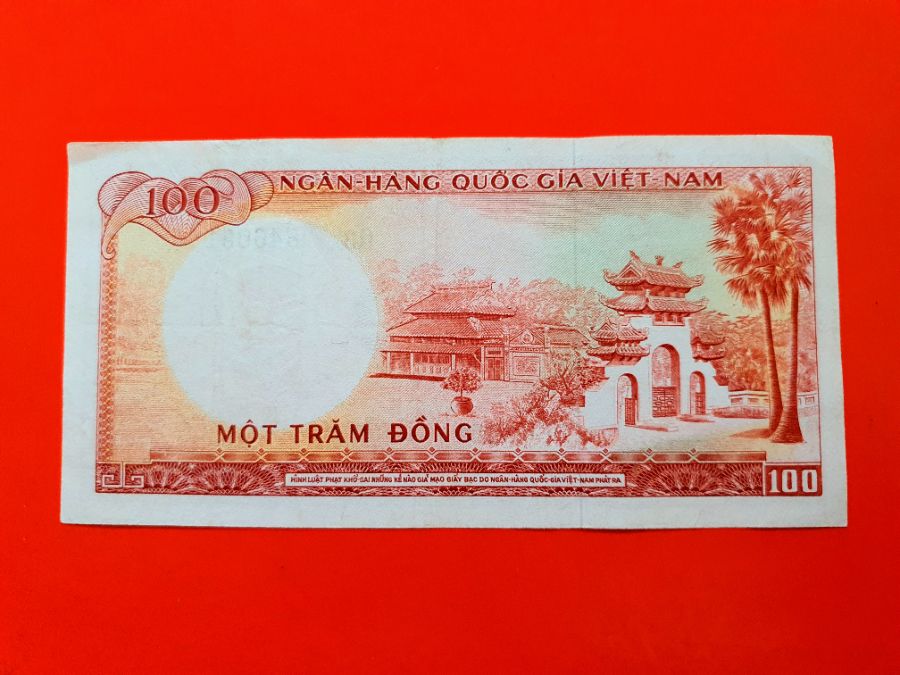 100
NGÂN-HÀNG QUỐC GIA VIỆT-NAM
MỘT TRĂM ĐỒNG
HÌNH LUẬT PHẠT KHỔ-SAI NHỮNG KẺ NÀO GIẢ MẠO GIẤY BẠC DO NGÂN-HÀNG QUỐC-GIA VIỆT-NAM PHÁT RA
100